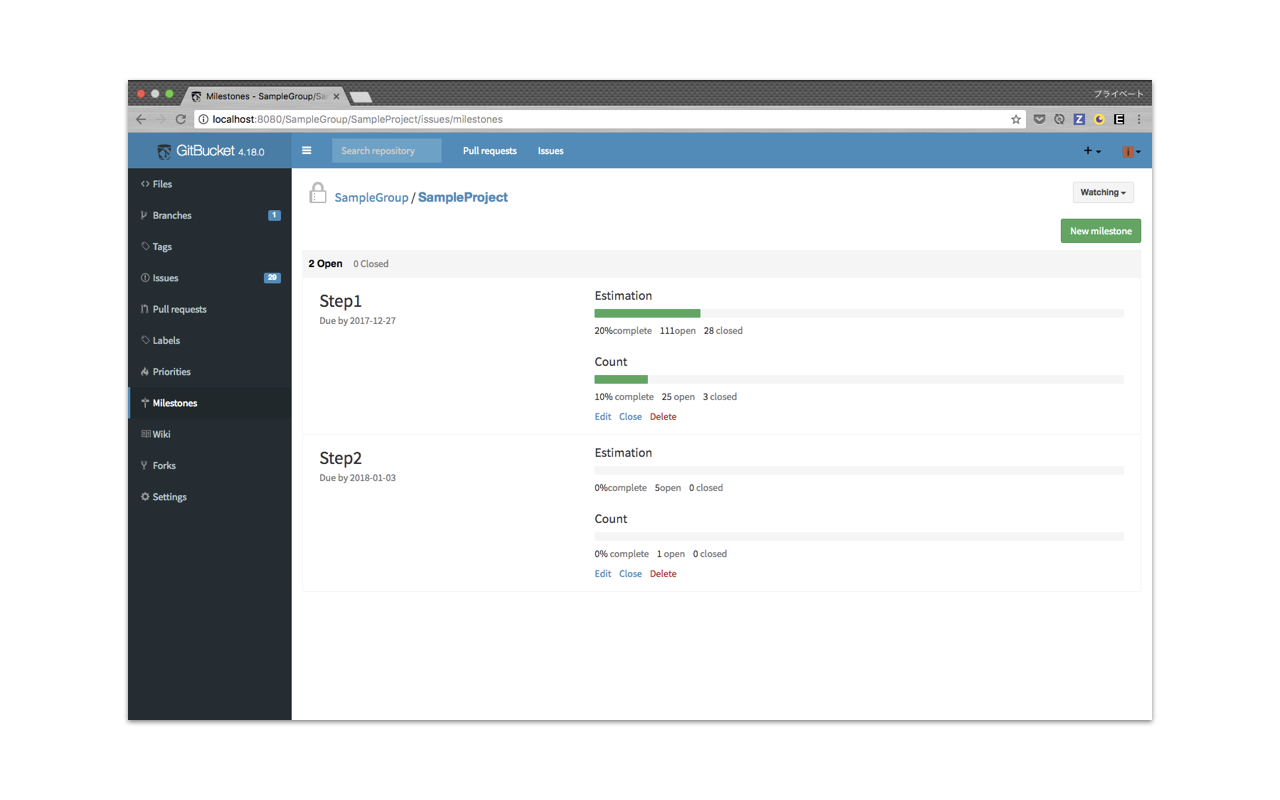 Milestones - SampleGroup/Sa
プライベート
localhost:8080/SampleGroup/SampleProject/issues/milestones
GitBucket 4.18.0
Search repository
Pull requests
Issues
Files
Branches 1
Tags
Issues 29
Pull requests
Labels
Priorities
Milestones
Wiki
Forks
Settings
SampleGroup / SampleProject
Watching
New milestone
2 Open 0 Closed
Step1
Due by 2017-12-27
Estimation
20%complete 111open 28 closed
Count
10% complete 25 open 3 closed
Edit Close Delete
Step2
Due by 2018-01-03
Estimation
0%complete 5open 0 closed
Count
0% complete 1 open 0 closed
Edit Close Delete